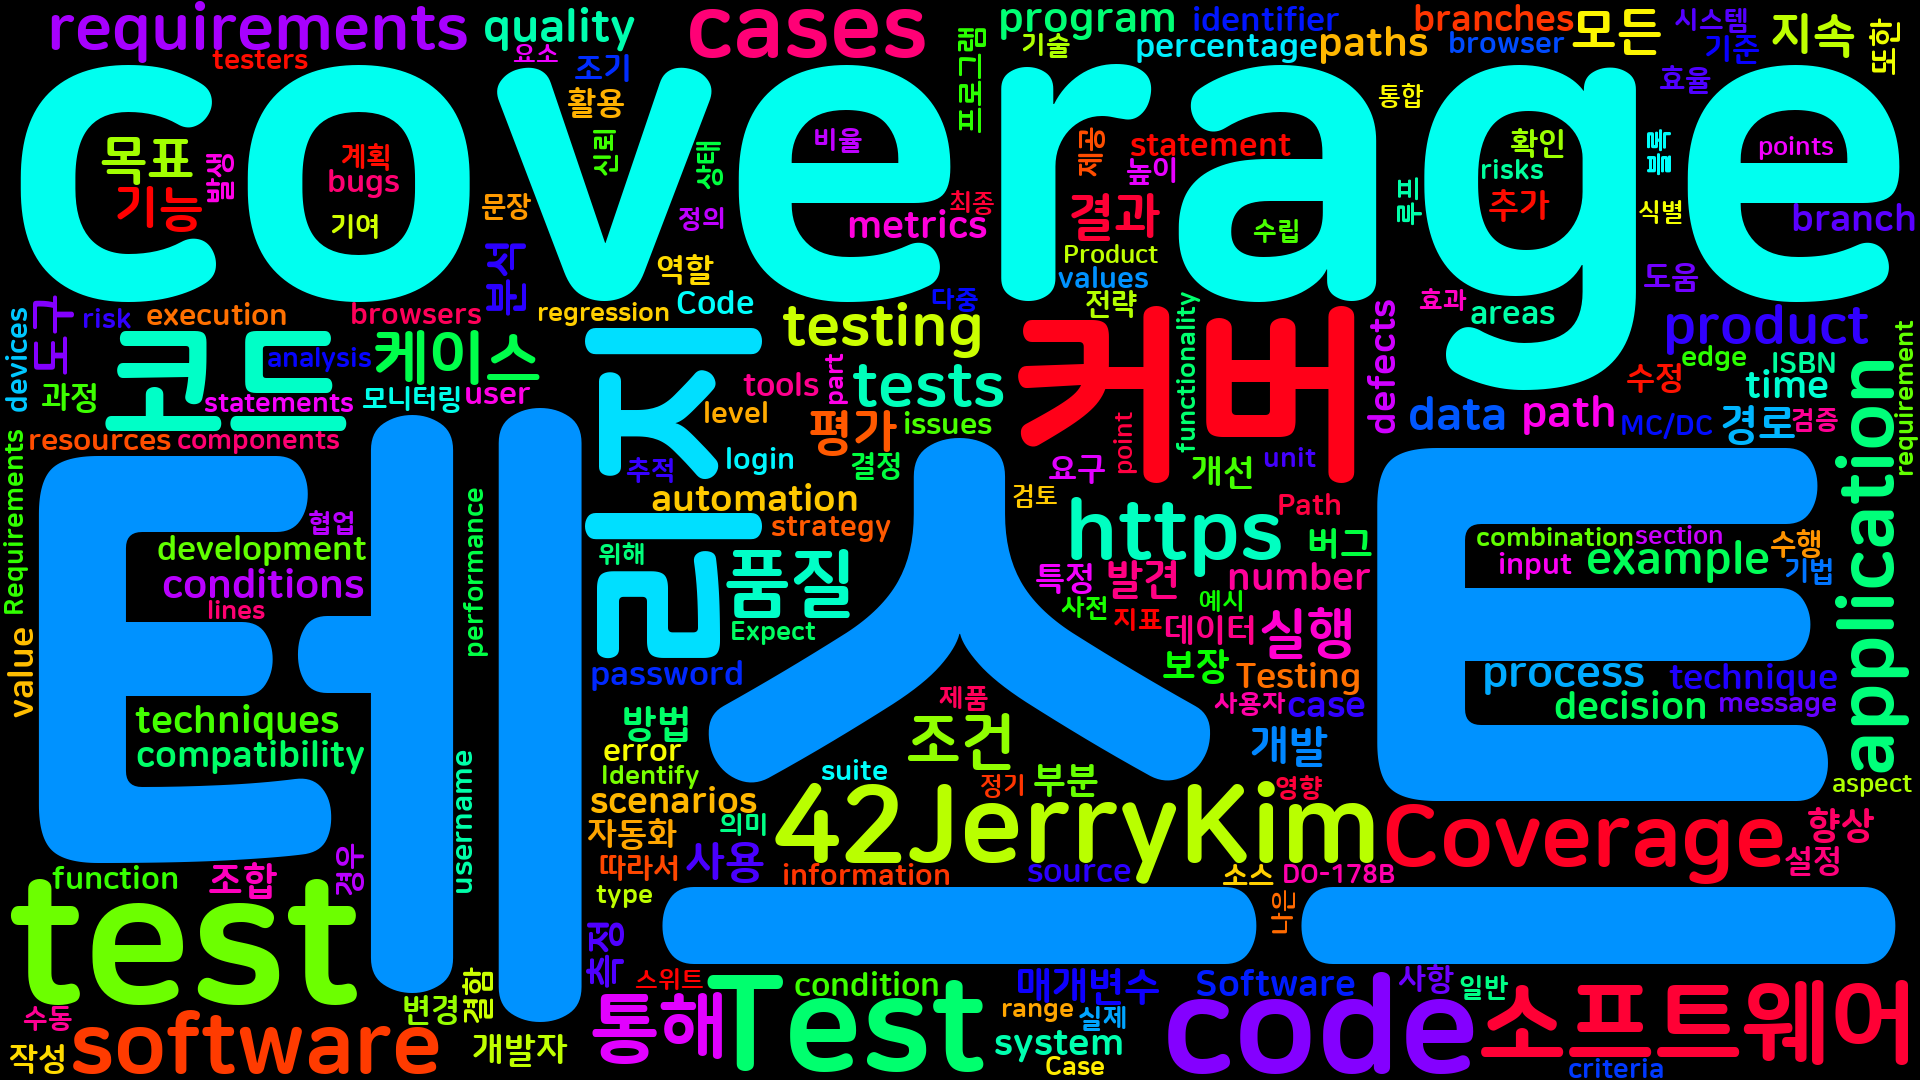 requirements
quality
cases
program
identifier
branches
모든
시스템
지속
또한
testers
요소
조기
프로그램
기술
percentage
paths
browser
기준
coverage
활용
통합
효율
목표
계획
발생
bugs
신뢰
상태
비율
제공
statement
높이
확인
risks
블록
points
기능
기여
문장
정의
metrics
최종
결과
수립
루프
추가
식별
branch
분석
역할
Product
values
도움
devices
도구
risk
execution
browsers
regression
Code
다중
testing
전략
functionality
커버
defects
효과
areas
product
requirement
코드
analysis
케이스
리지
tools
part
tests
수정
edge
ISBN
time
과정
statements
모니터링
user
level
평가
issues
point
data
path
MC/DC
경로
검증
application
resources
components
추적
login
결정
요구
개선
unit
Requirements
테스트
performance
automation
검토
Path
strategy
협업
development
위해
품질
https
버그
combination
section
수행
conditions
특정
발견
number
input
example
기법
lines
Expect
사전
지표
예시
데이터
실행
value
password
보장
Testing
process
technique
제품
사용자
case
decision
message
techniques
방법
조건
개발
compatibility
error
username
Identify
suite
정기
부분
영향
aspect
scenarios
42JerryKim
Coverage
향상
자동화
의미
설정
function
조합
경우
따라서
사용
information
source
소스
DO-178B
test
type
나은
측정
스위트
condition
매개변수
Software
사항
일반
수동
변경
결함
통해
Test
range
실제
code
소프트웨어
작성
software
개발자
system
Case
criteria